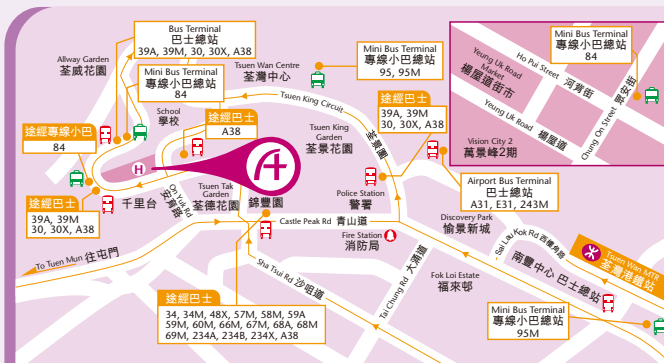 Bus Terminal
巴士總站
39A, 39M, 30, 30X, A38
Allway Garden
荃威花園
Mini Bus Terminal
專線小巴總站
84
School
學校
途經專線小巴
84
途經巴士
A38
途經巴士
39A, 39M
30, 30X, A38
H
千里台
On Yuk Rd
安育路
Tsuen Tak
Garden
荃德花園
錦豐園
Tsuen Wan Centre
荃灣中心
Mini Bus Terminal
專線小巴總站
95, 95M
Tsuen King Circuit
荃景圍
Tsuen King
Garden
荃景花園
途經巴士
39A, 39M
30, 30X, A38
Police Station
警署
Castle Peak Rd 青山道
Fire Station
消防局
To Tuen Mun 往屯門
Sha Tsui Rd 沙咀道
Tai Chung Rd 大涌道
途經巴士
34, 34M, 48X, 57M, 58M, 59A
59M, 60M, 66M, 67M, 68A, 68M
69M, 234A, 234B, 234X, A38
Yeung Uk Road
Market
楊屋道街市
Ho Pui Street 河背街
Yeung Uk Road 楊屋道
Chung On Street 眾安街
Mini Bus Terminal
專線小巴總站
84
Vision City 2
萬景峰2期
Airport Bus Terminal
巴士總站
A31, E31, 243M
Discovery Park
愉景新城
Sai Lau Kok Rd 西樓角路
Fok Loi Estate
福來邨
南豐中心 巴士總站
Tsuen Wan MTR
荃灣港鐵站
Mini Bus Terminal
專線小巴總站
95M